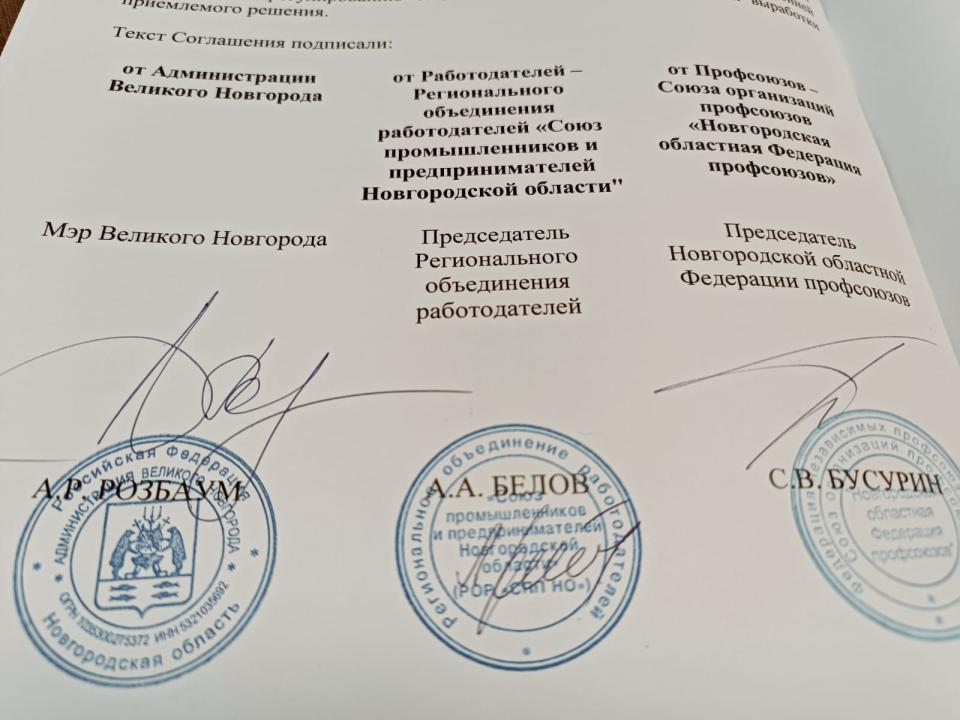 приемлемого решения.
выработки
Текст Соглашения подписали:
от Администрации
Великого Новгорода
от Работодателей –
Регионального
объединения
работодателей «Союз
промышленников и
предпринимателей
Новгородской области"
от Профсоюзов –
Союза организаций
профсоюзов
«Новгородская
областная Федерация
профсоюзов»
Мэр Великого Новгорода
Председатель
Регионального
объединения
работодателей
Председатель
Новгородской областной
Федерации профсоюзов
А.Р. РОЗБАУМ
А.А. БЕЛОВ
С.В. БУСУРИН
Российская Федерация
Новгородская область
АДМИНИСТРАЦИЯ ВЕЛИКОГО НОВГОРОДА
ИНН 5321035692
Региональное объединение работодателей
«Союз
промышленников
и предпринимателей
Новгородской
области»
(РОР «СПП НО»)
Новгородская
областная
Федерация
профсоюзов"